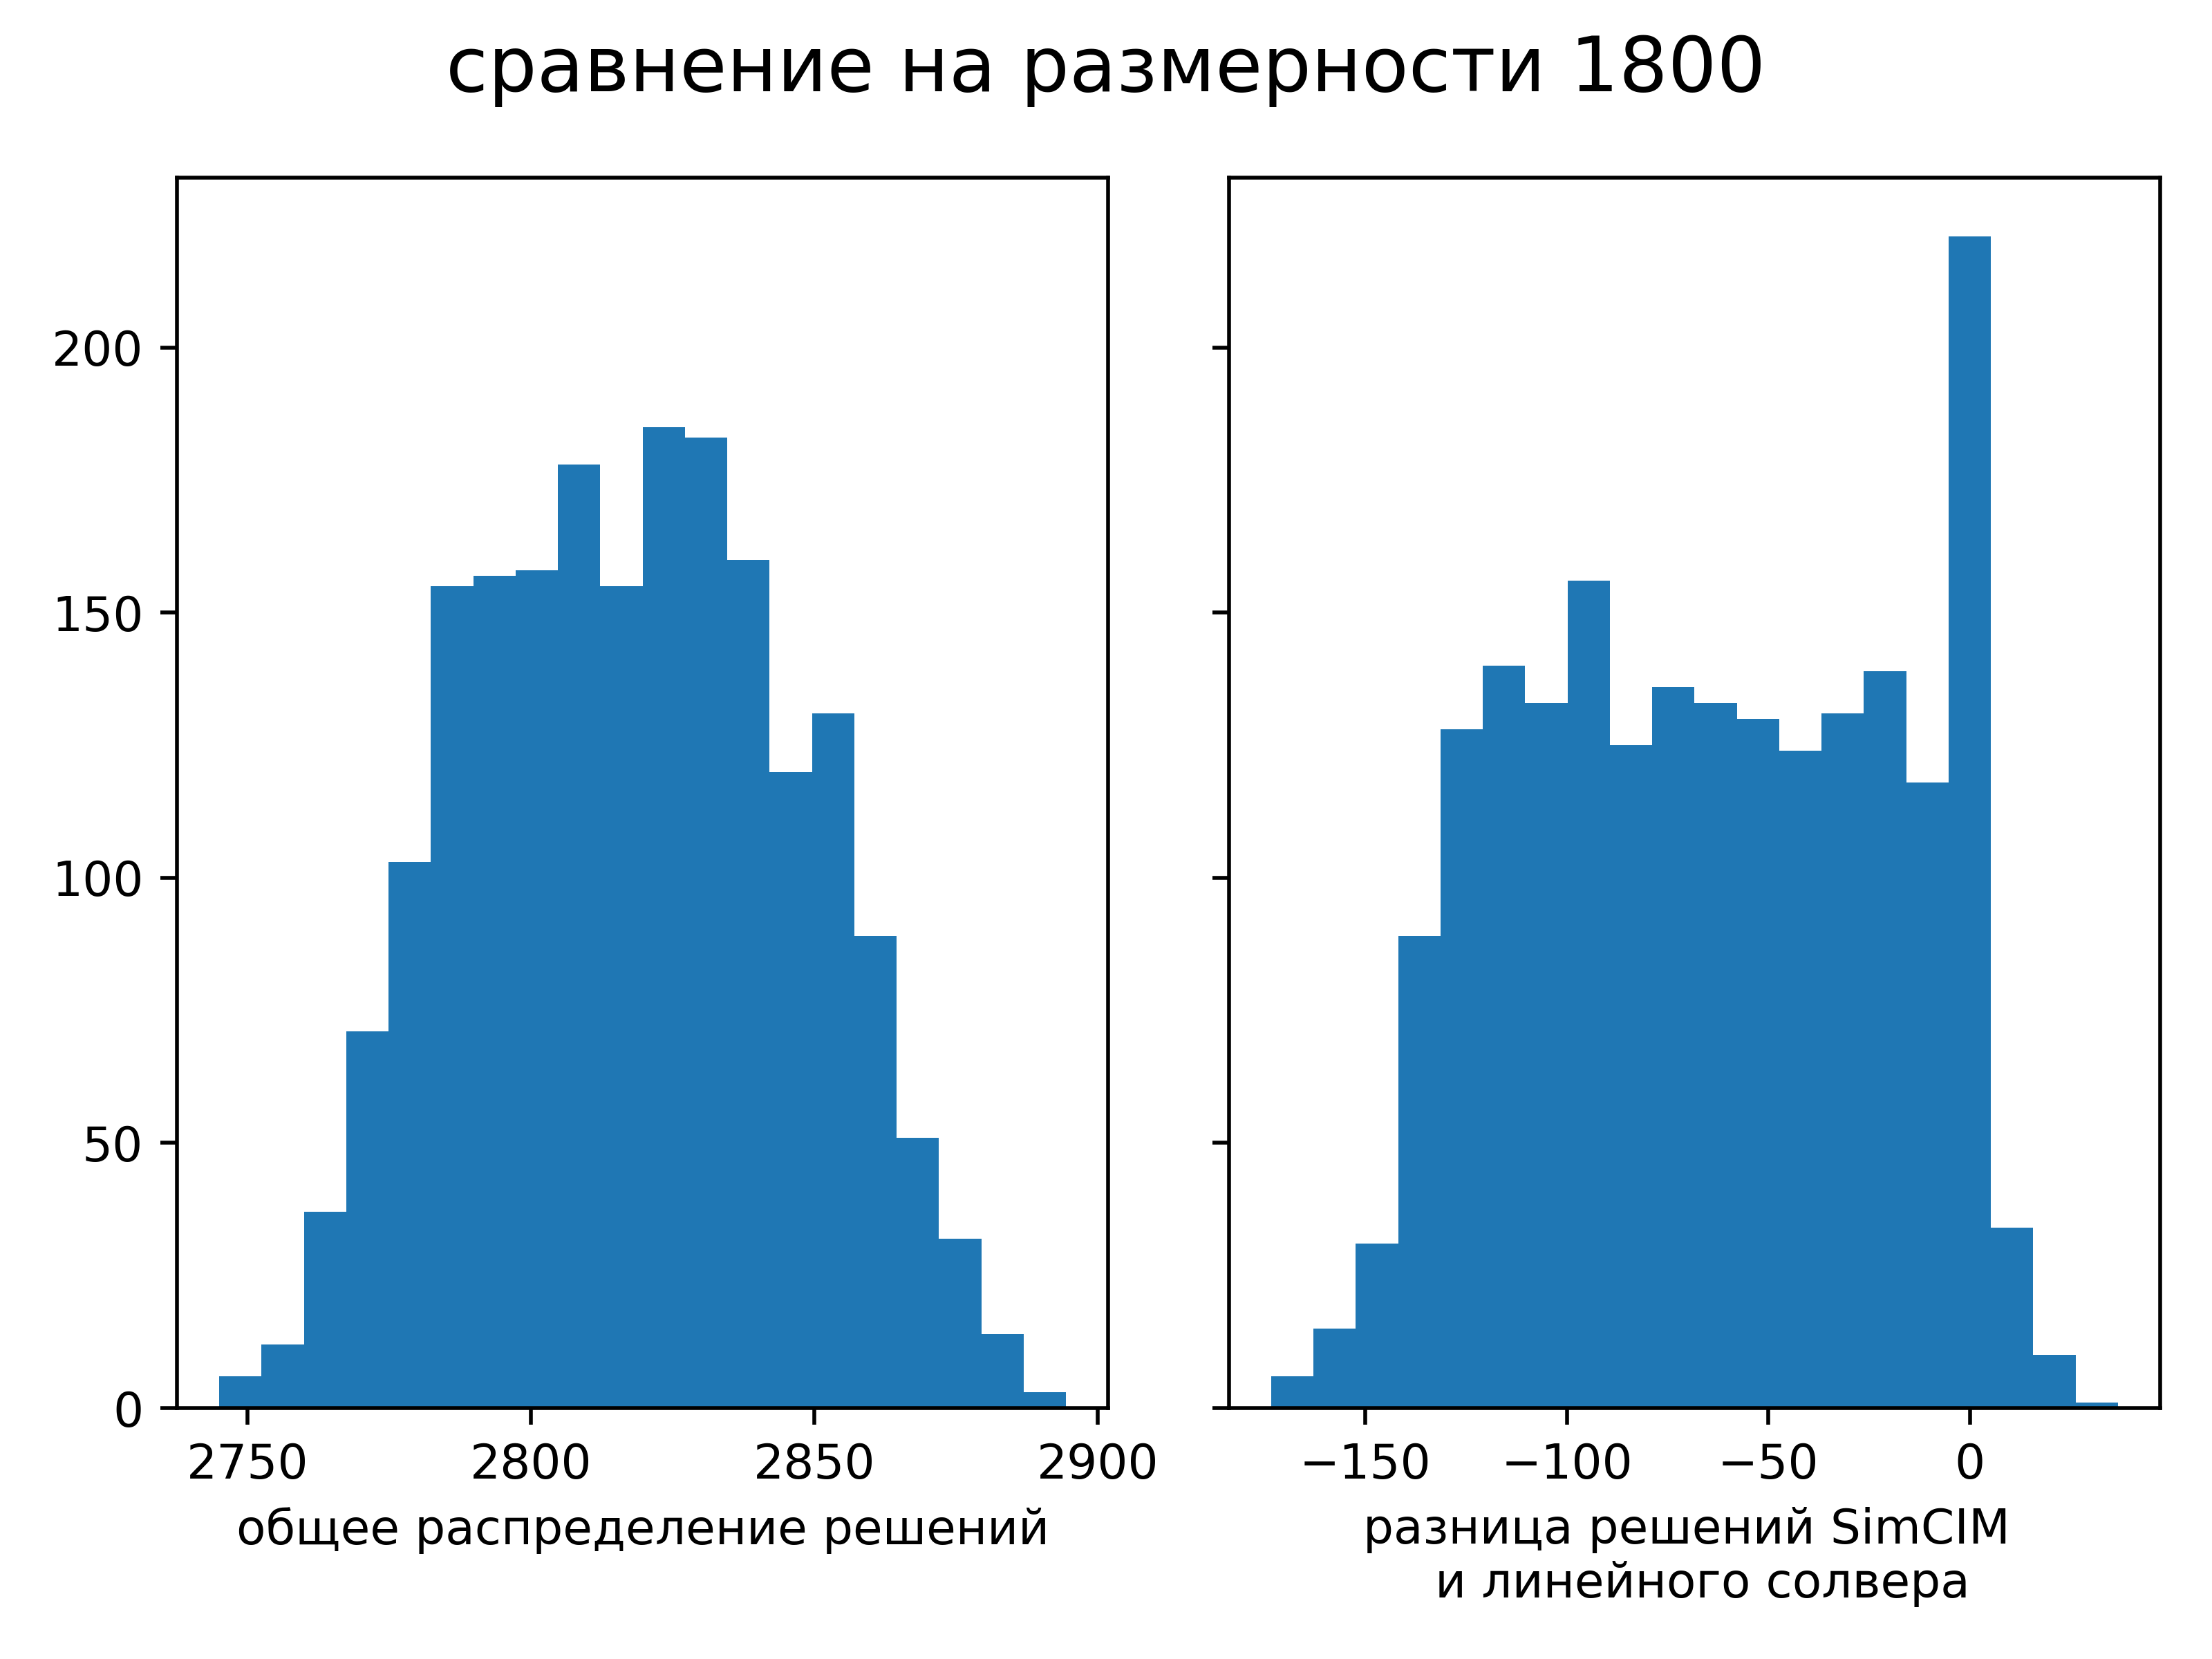 сравнение на размерности 1800
200
150
100
50
0
2750 2800 2850 2900
общее распределение решений
−150 −100 −50 0
разница решений SimCIM
и линейного солвера